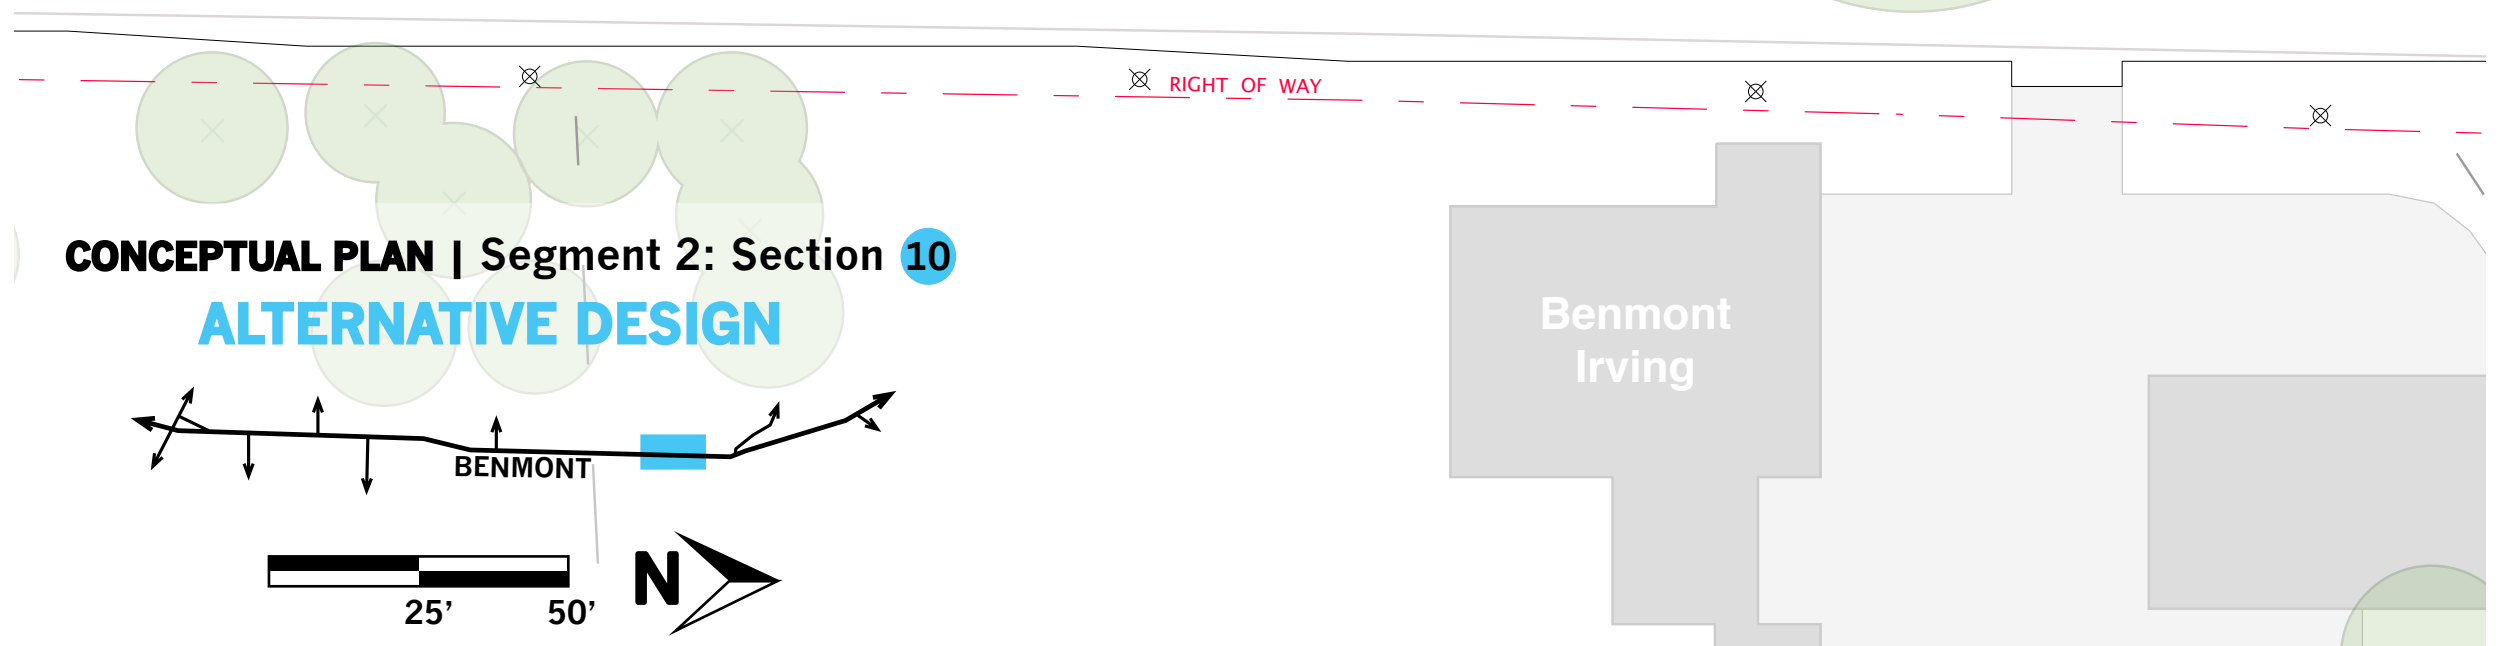 RIGHT OF WAY
CONCEPTUAL PLAN | Segment 2: Section 10
ALTERNATIVE DESIGN
Benmont
Irving
BENMONT
N
25’ 50’